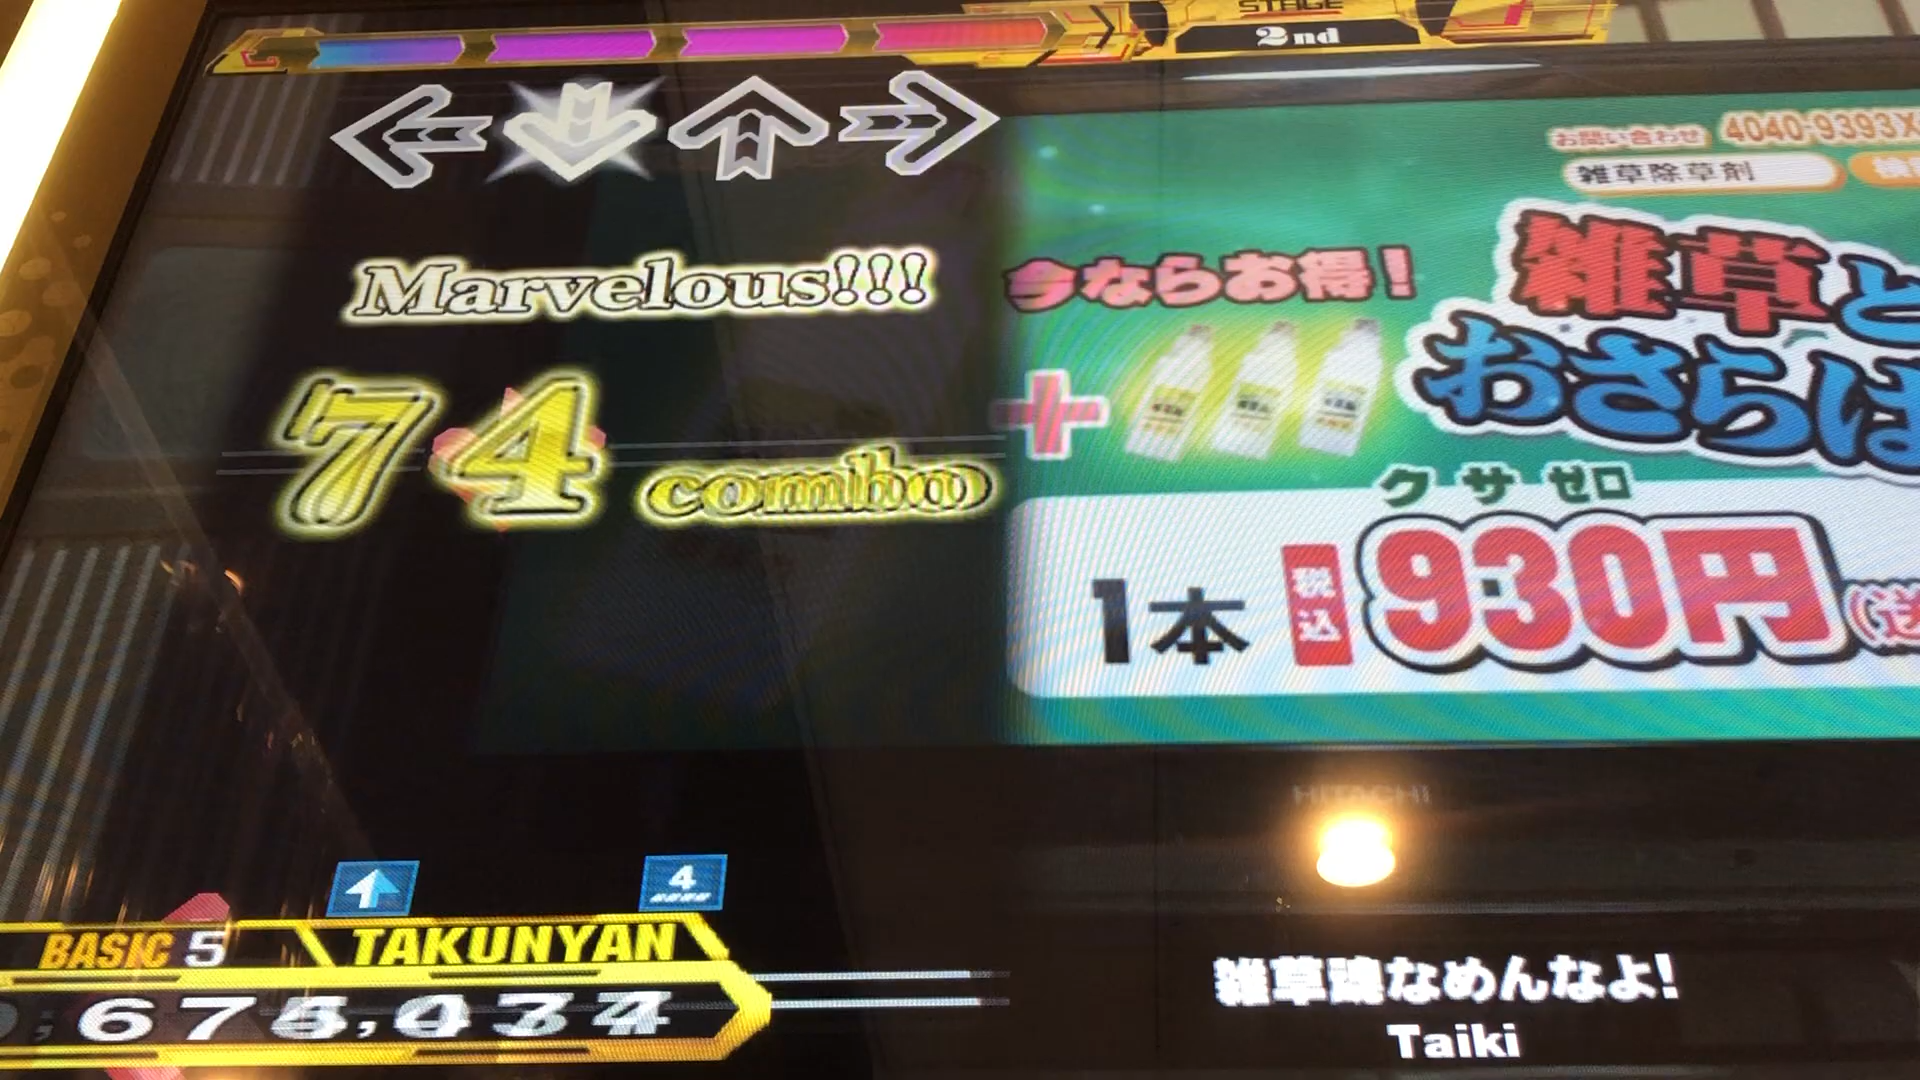 STAGE
2nd
Marvelous!!!
74 combo
お問い合わせ 4040-9393
雑草除草剤
今ならお得!
雑草と
おさらば
+
クサゼロ
1本 税込 930円
HITACHI
4
BASIC 5 TAKUNYAN
雑草魂なめんなよ!
Taiki